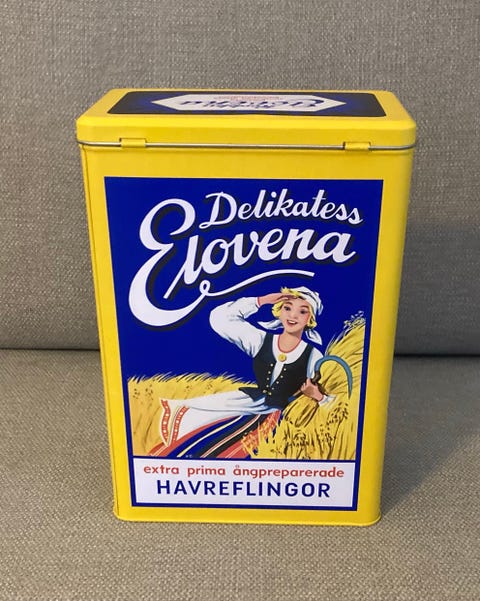 Delikatess
Elovena
extra prima ångpreparerade
HAVREFLINGOR